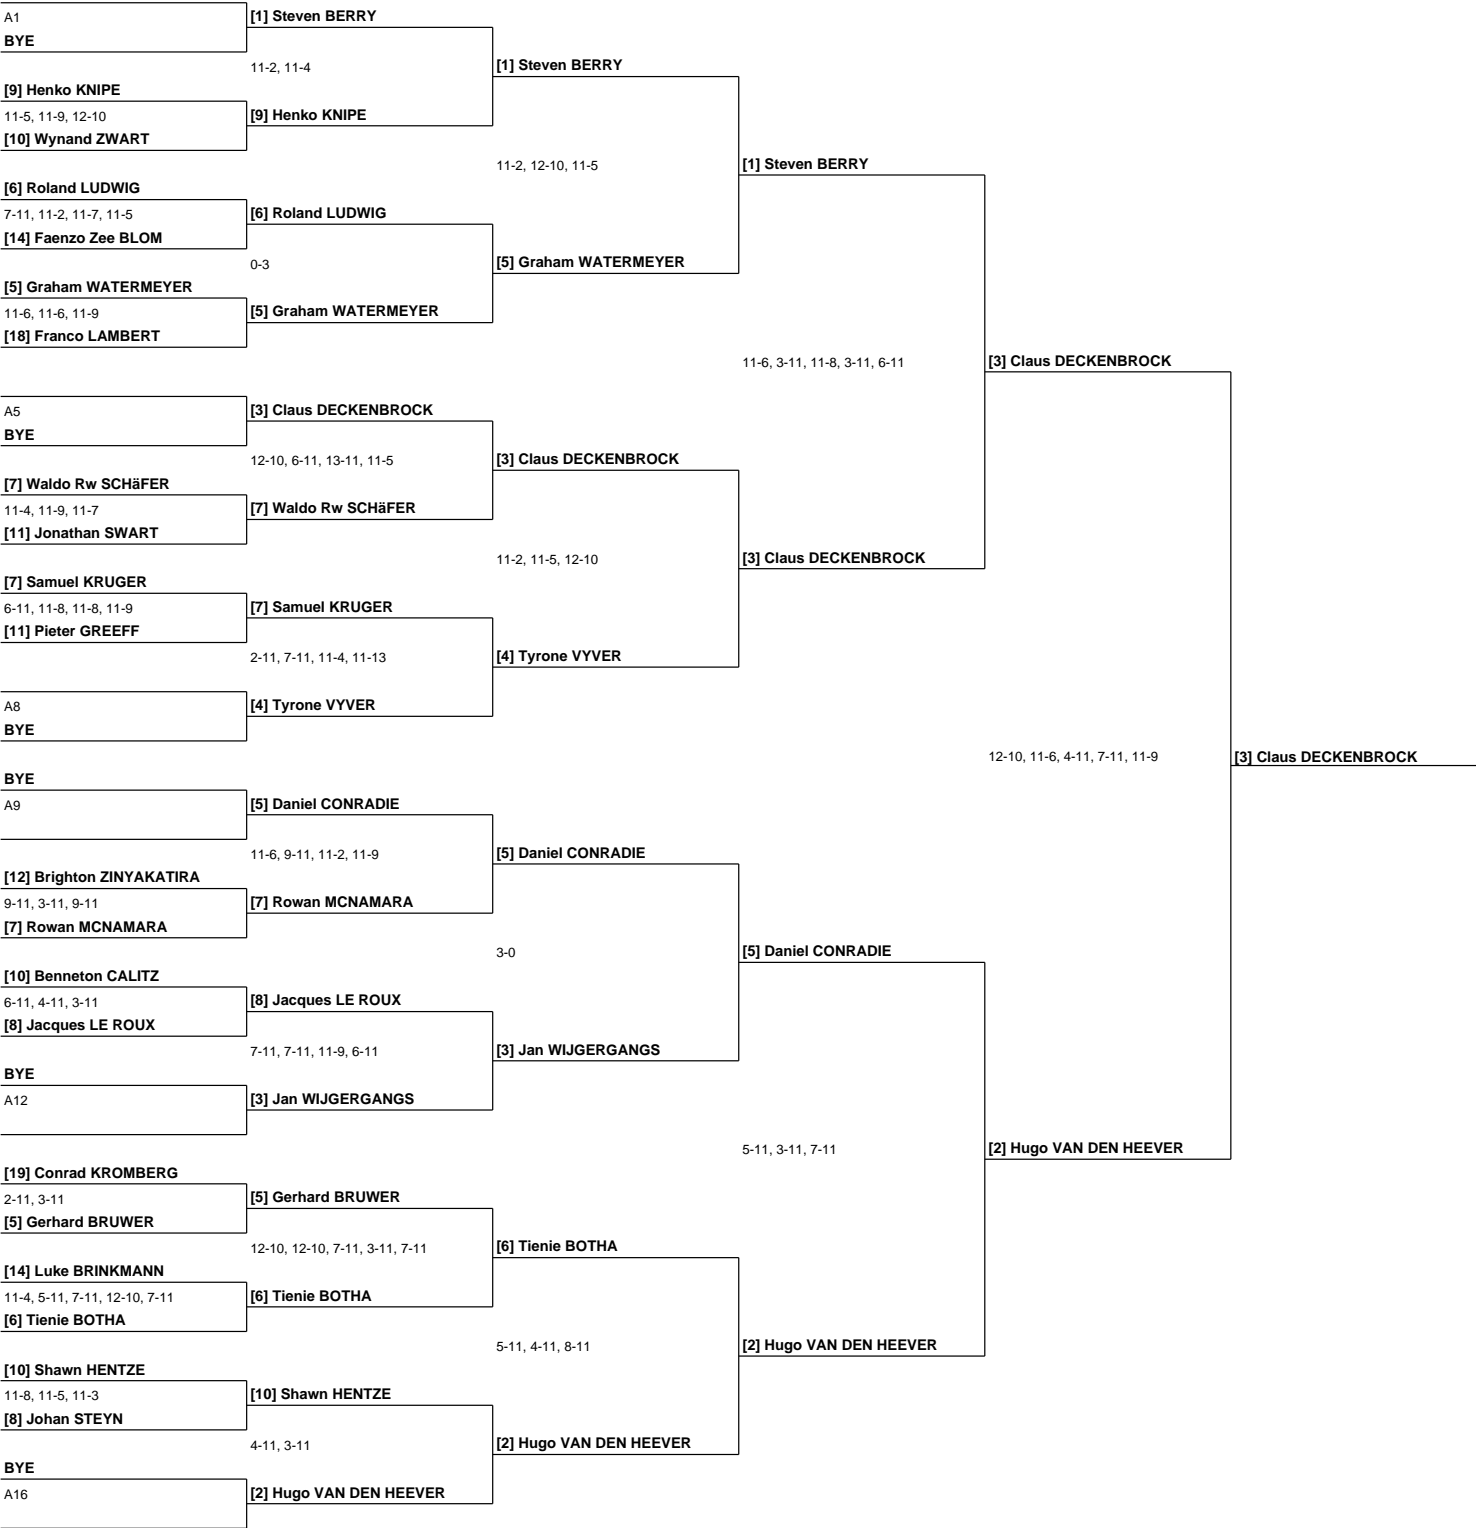 A1
BYE
[9] Henko KNIPE
11-5, 11-9, 12-10
[10] Wynand ZWART
[6] Roland LUDWIG
7-11, 11-2, 11-7, 11-5
[14] Faenzo Zee BLOM
[5] Graham WATERMEYER
11-6, 11-6, 11-9
[18] Franco LAMBERT
A5
BYE
[7] Waldo Rw SCHäFER
11-4, 11-9, 11-7
[11] Jonathan SWART
[7] Samuel KRUGER
6-11, 11-8, 11-8, 11-9
[11] Pieter GREEFF
A8
BYE
BYE
A9
[12] Brighton ZINYAKATIRA
9-11, 3-11, 9-11
[7] Rowan MCNAMARA
[10] Benneton CALITZ
6-11, 4-11, 3-11
[8] Jacques LE ROUX
BYE
A12
[19] Conrad KROMBERG
2-11, 3-11
[5] Gerhard BRUWER
[14] Luke BRINKMANN
11-4, 5-11, 7-11, 12-10, 7-11
[6] Tienie BOTHA
[10] Shawn HENTZE
11-8, 11-5, 11-3
[8] Johan STEYN
BYE
A16
[1] Steven BERRY
11-2, 11-4
[9] Henko KNIPE
[6] Roland LUDWIG
0-3
[5] Graham WATERMEYER
[3] Claus DECKENBROCK
12-10, 6-11, 13-11, 11-5
[7] Waldo Rw SCHäFER
[7] Samuel KRUGER
2-11, 7-11, 11-4, 11-13
[4] Tyrone VYVER
[5] Daniel CONRADIE
11-6, 9-11, 11-2, 11-9
[7] Rowan MCNAMARA
[8] Jacques LE ROUX
7-11, 7-11, 11-9, 6-11
[3] Jan WIJGERGANGS
[5] Gerhard BRUWER
12-10, 12-10, 7-11, 3-11, 7-11
[6] Tienie BOTHA
[10] Shawn HENTZE
4-11, 3-11
[2] Hugo VAN DEN HEEVER
[1] Steven BERRY
11-2, 12-10, 11-5
[5] Graham WATERMEYER
[3] Claus DECKENBROCK
11-2, 11-5, 12-10
[4] Tyrone VYVER
[5] Daniel CONRADIE
3-0
[3] Jan WIJGERGANGS
[6] Tienie BOTHA
5-11, 4-11, 8-11
[2] Hugo VAN DEN HEEVER
[1] Steven BERRY
11-6, 3-11, 11-8, 3-11, 6-11
[3] Claus DECKENBROCK
[5] Daniel CONRADIE
5-11, 3-11, 7-11
[2] Hugo VAN DEN HEEVER
[3] Claus DECKENBROCK
12-10, 11-6, 4-11, 7-11, 11-9
[2] Hugo VAN DEN HEEVER
[3] Claus DECKENBROCK